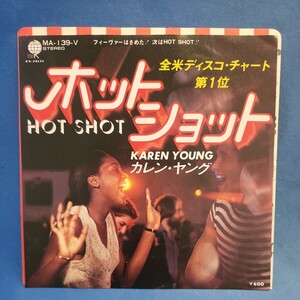 MA-139-V
STEREO
フィーヴァーはさめた! 次はHOT SHOT!!
全米ディスコ・チャート
第1位
ホット
ショット
HOT SHOT
KAREN YOUNG
カレン・ヤング
¥600